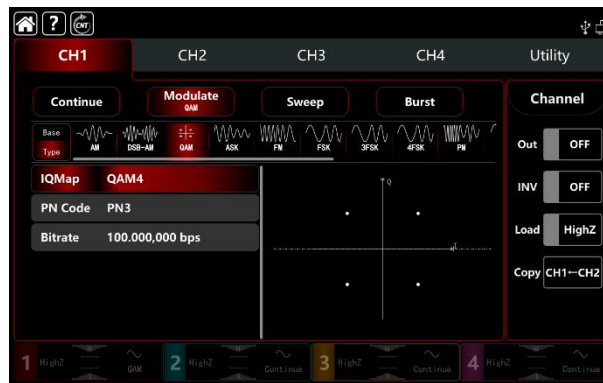 ? CNT
CH1 CH2 CH3 CH4 Utility
Continue Modulate QAM Sweep Burst Channel
Base Type AM DSB-AM QAM ASK FM FSK 3FSK 4FSK PM
Out OFF
IQMap QAM4
INV OFF
PN Code PN3
Bitrate 100.000,000 bps
Load HighZ
Copy CH1←CH2
Q
I
1 HighZ QAM 2 HighZ Continue 3 HighZ Continue 4 HighZ Continue